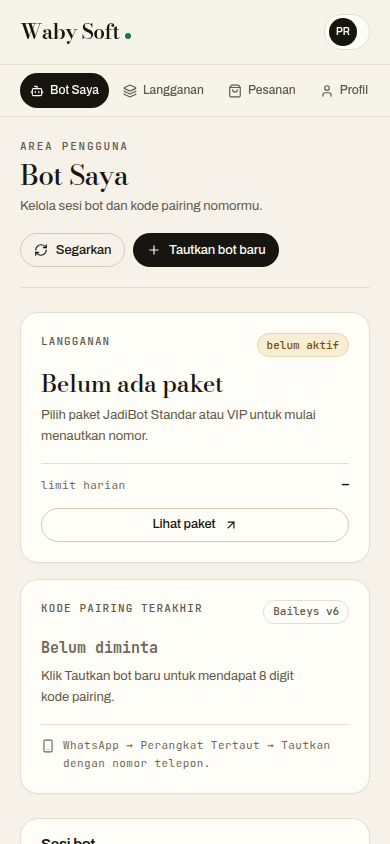 Waby Soft
PR
Bot Saya
Langganan
Pesanan
Profil
AREA PENGGUNA
Bot Saya
Kelola sesi bot dan kode pairing nomormu.
Segarkan
Tautkan bot baru
LANGGANAN
belum aktif
Belum ada paket
Pilih paket JadiBot Standar atau VIP untuk mulai
menautkan nomor.
limit harian
–
Lihat paket
KODE PAIRING TERAKHIR
Baileys v6
Belum diminta
Klik Tautkan bot baru untuk mendapat 8 digit
kode pairing.
WhatsApp → Perangkat Tertaut → Tautkan
dengan nomor telepon.
Sesi bot